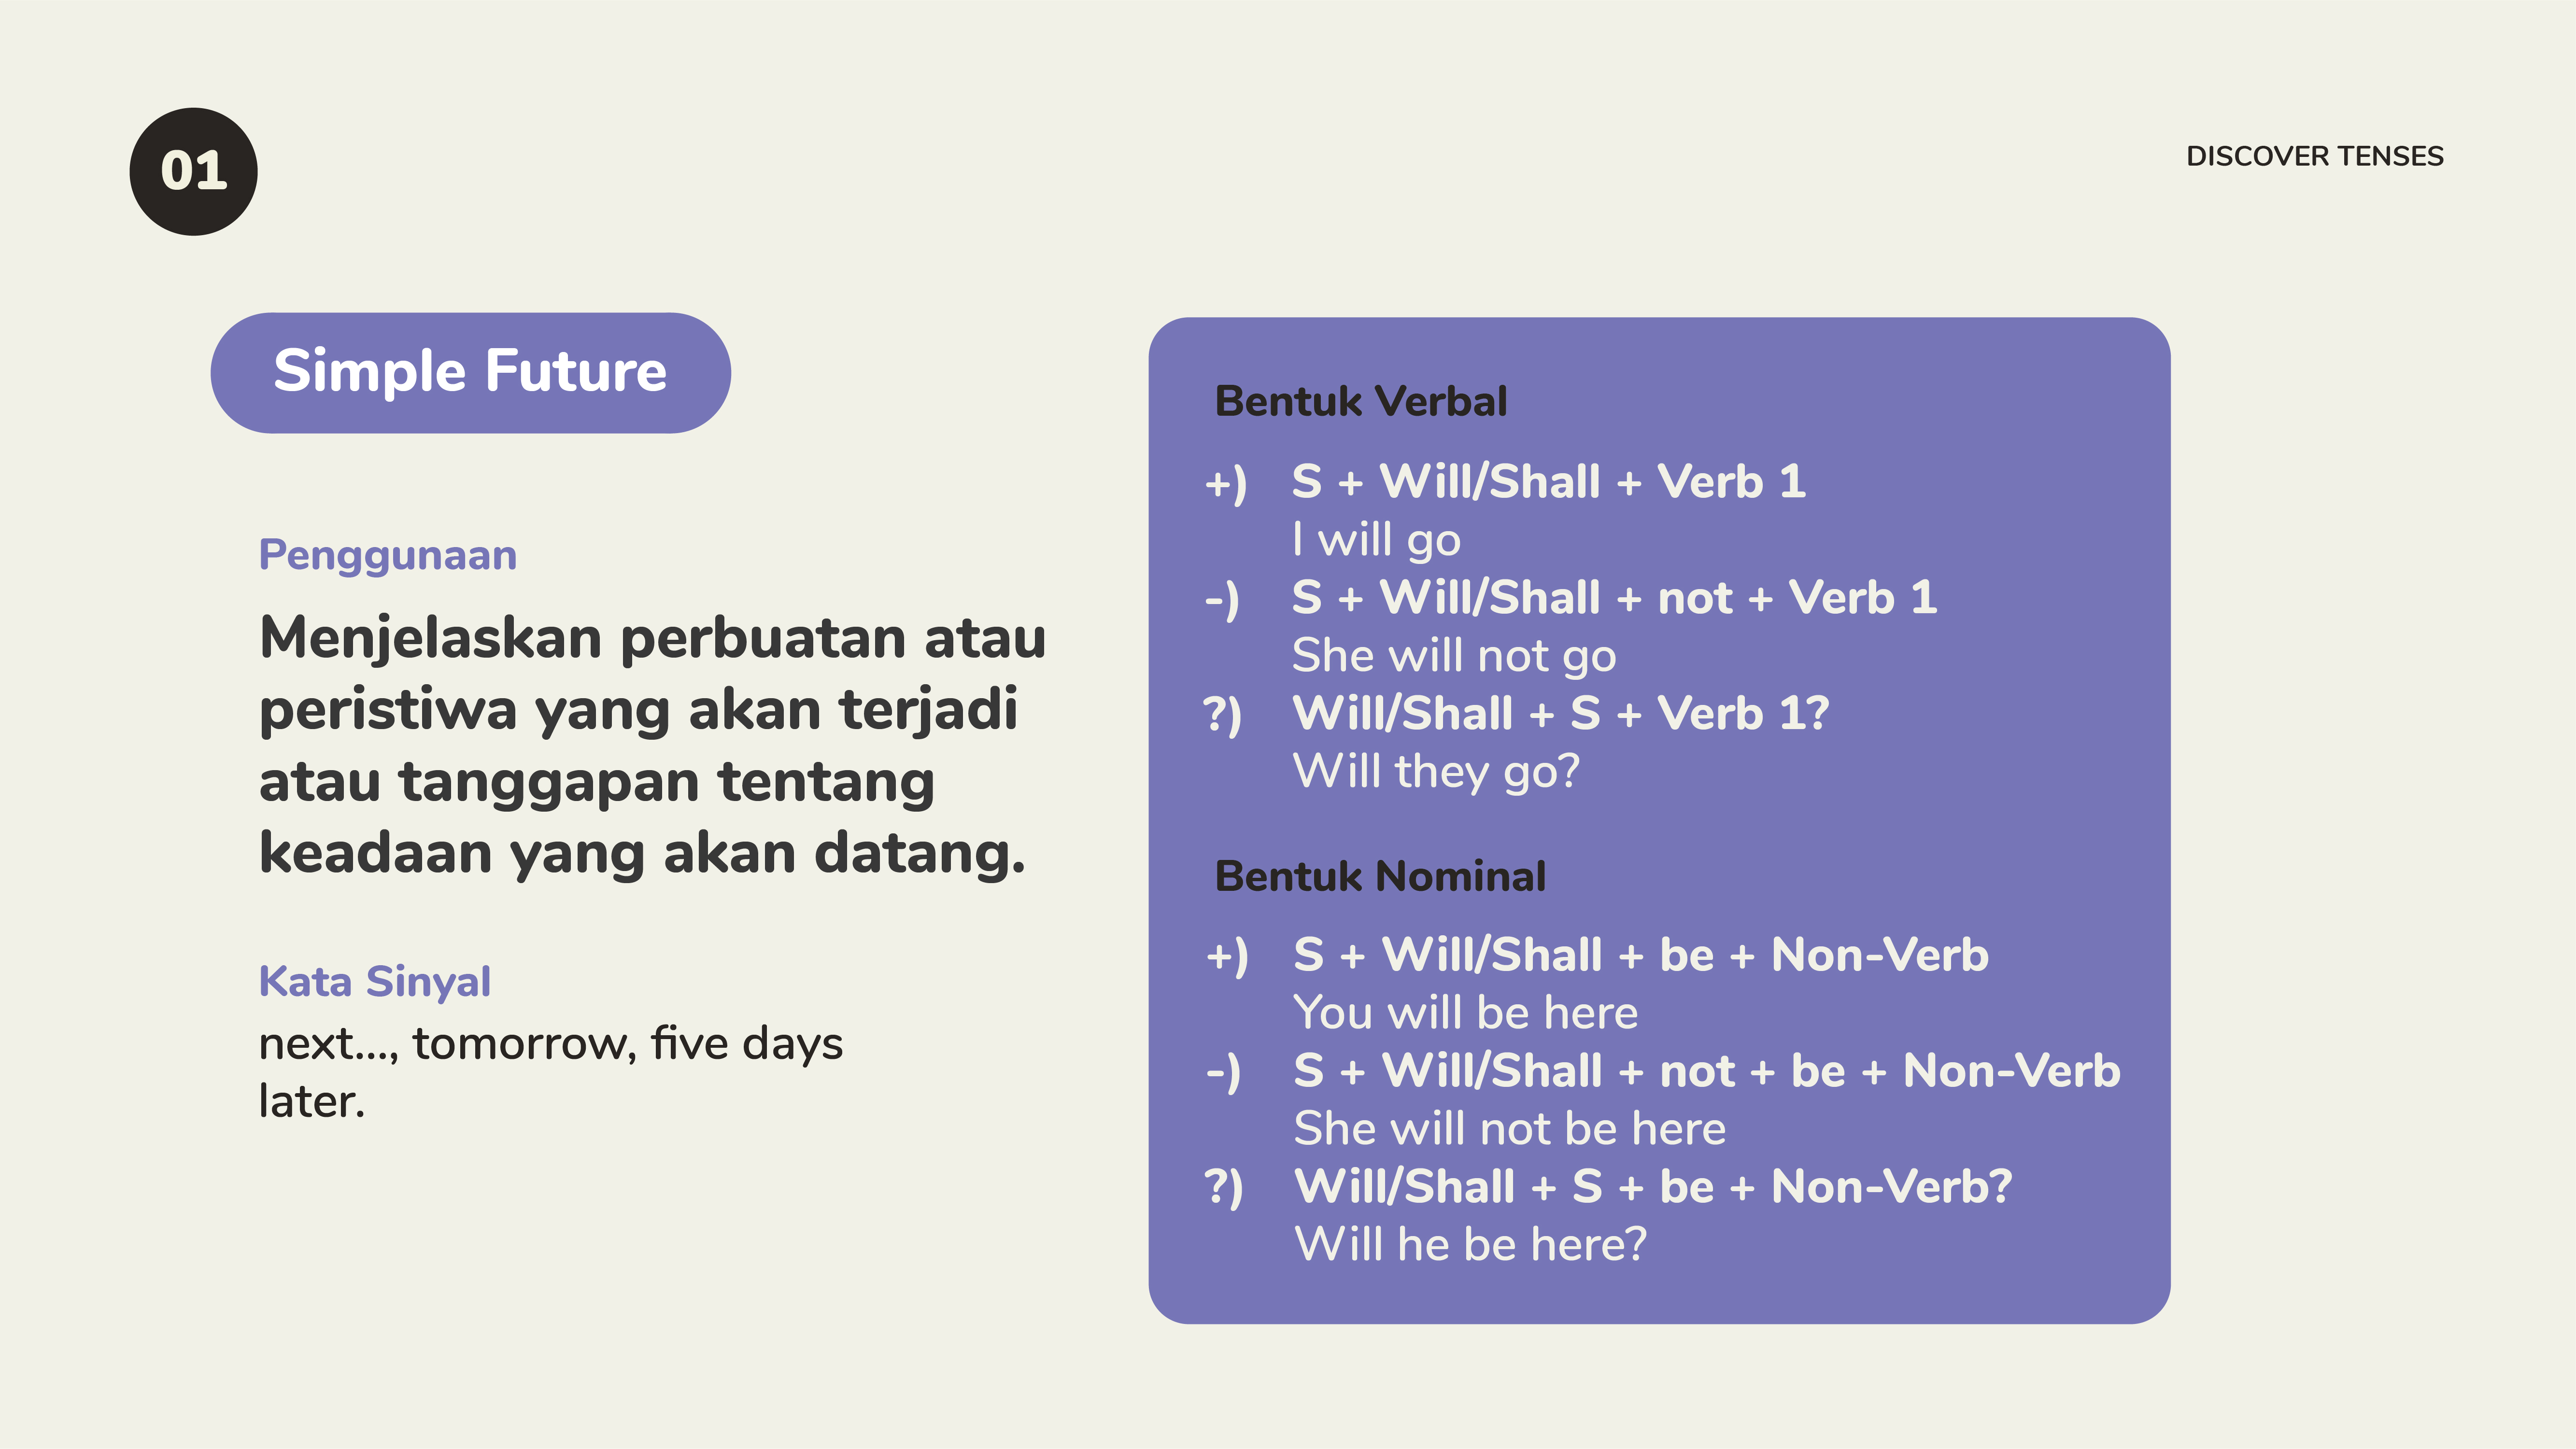 01
DISCOVER TENSES
Simple Future
Penggunaan
Menjelaskan perbuatan atau
peristiwa yang akan terjadi
atau tanggapan tentang
keadaan yang akan datang.
Kata Sinyal
next..., tomorrow, five days
later.
Bentuk Verbal
+) S + Will/Shall + Verb 1
I will go
-) S + Will/Shall + not + Verb 1
She will not go
?) Will/Shall + S + Verb 1?
Will they go?
Bentuk Nominal
+) S + Will/Shall + be + Non-Verb
You will be here
-) S + Will/Shall + not + be + Non-Verb
She will not be here
?) Will/Shall + S + be + Non-Verb?
Will he be here?